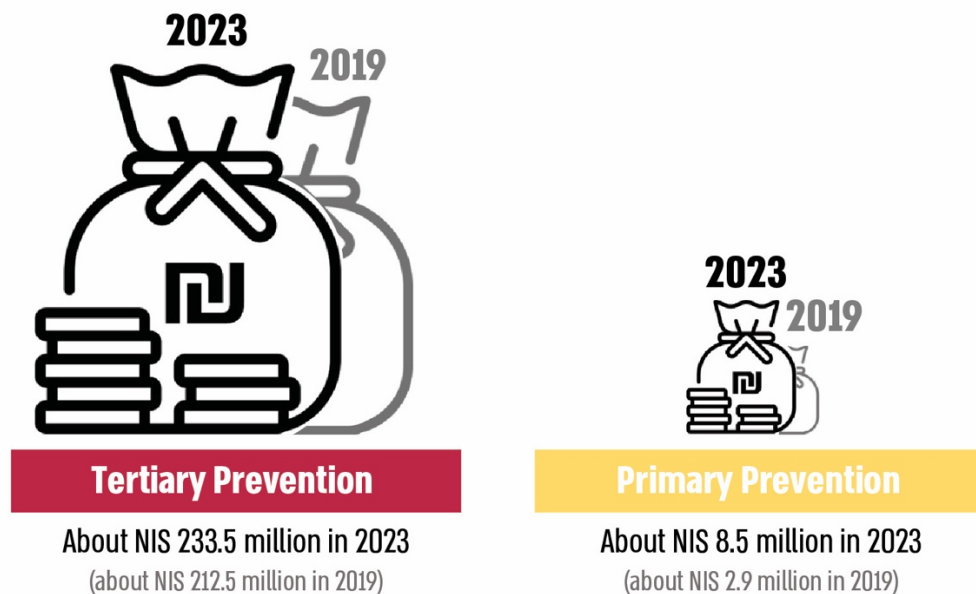 2023
2019
₪
Tertiary Prevention
About NIS 233.5 million in 2023
(about NIS 212.5 million in 2019)
2023
2019
₪
Primary Prevention
About NIS 8.5 million in 2023
(about NIS 2.9 million in 2019)